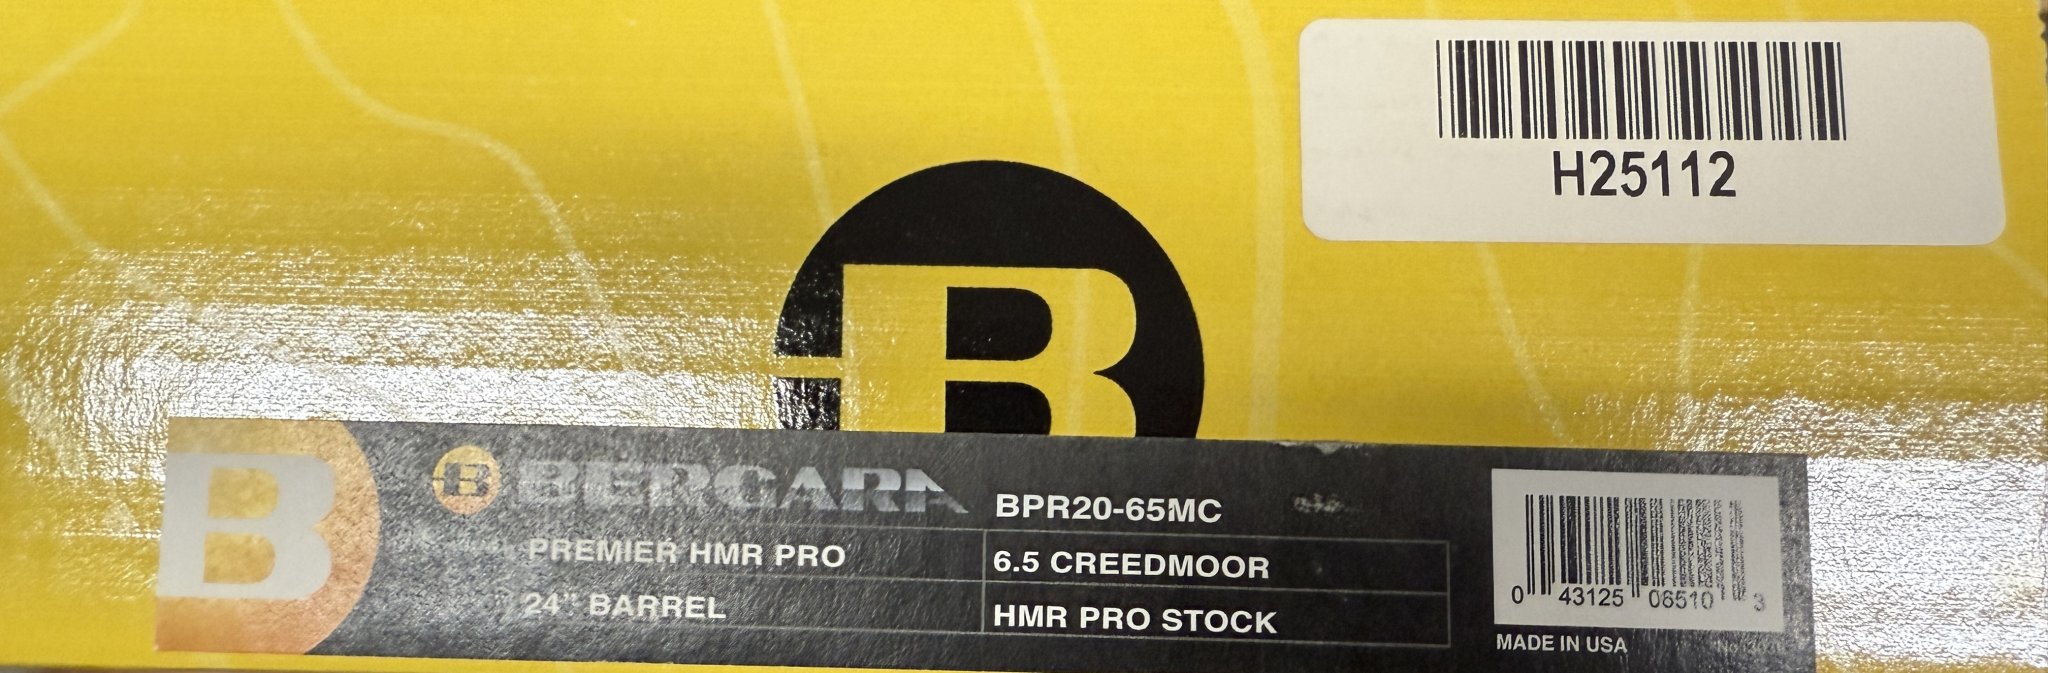 H25112
B
B
B BERGARA
BPR20-65MC
PREMIER HMR PRO
6.5 CREEDMOOR
24" BARREL
HMR PRO STOCK
0 43125 06510 3
MADE IN USA